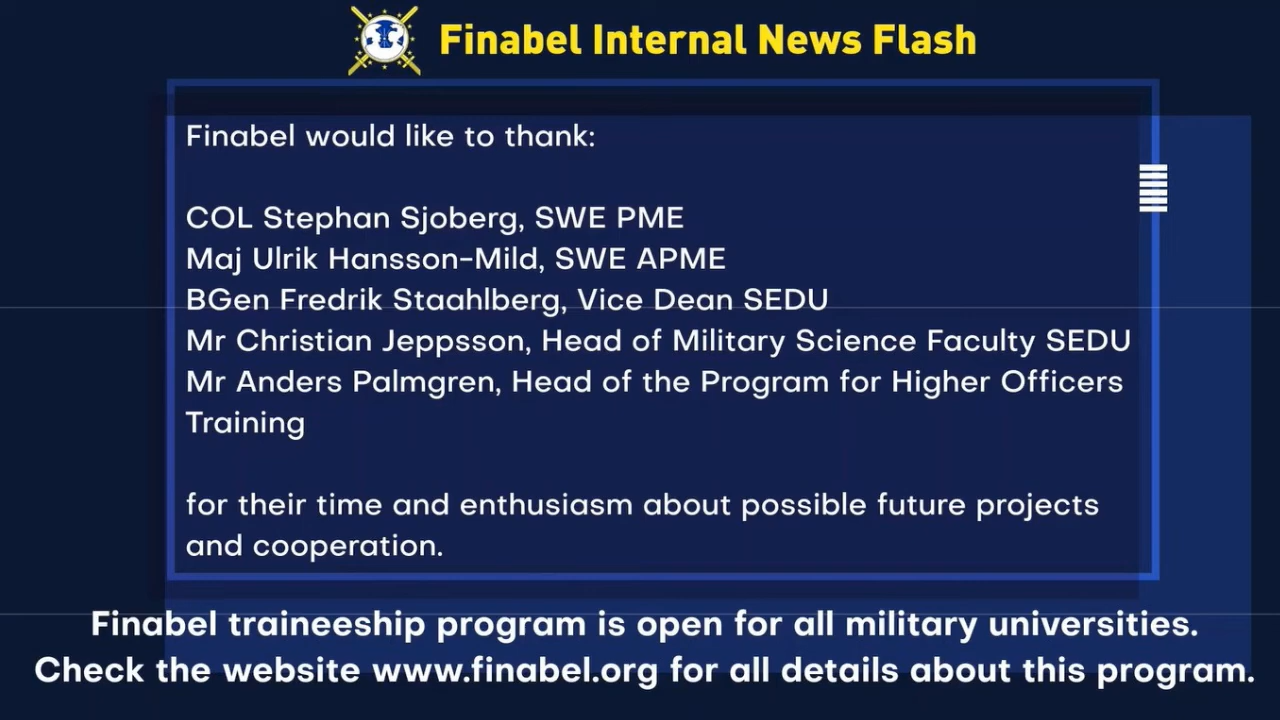 Finabel Internal News Flash
Finabel would like to thank:
COL Stephan Sjoberg, SWE PME
Maj Ulrik Hansson-Mild, SWE APME
BGen Fredrik Staahlberg, Vice Dean SEDU
Mr Christian Jeppsson, Head of Military Science Faculty SEDU
Mr Anders Palmgren, Head of the Program for Higher Officers
Training
for their time and enthusiasm about possible future projects
and cooperation.
Finabel traineeship program is open for all military universities.
Check the website www.finabel.org for all details about this program.